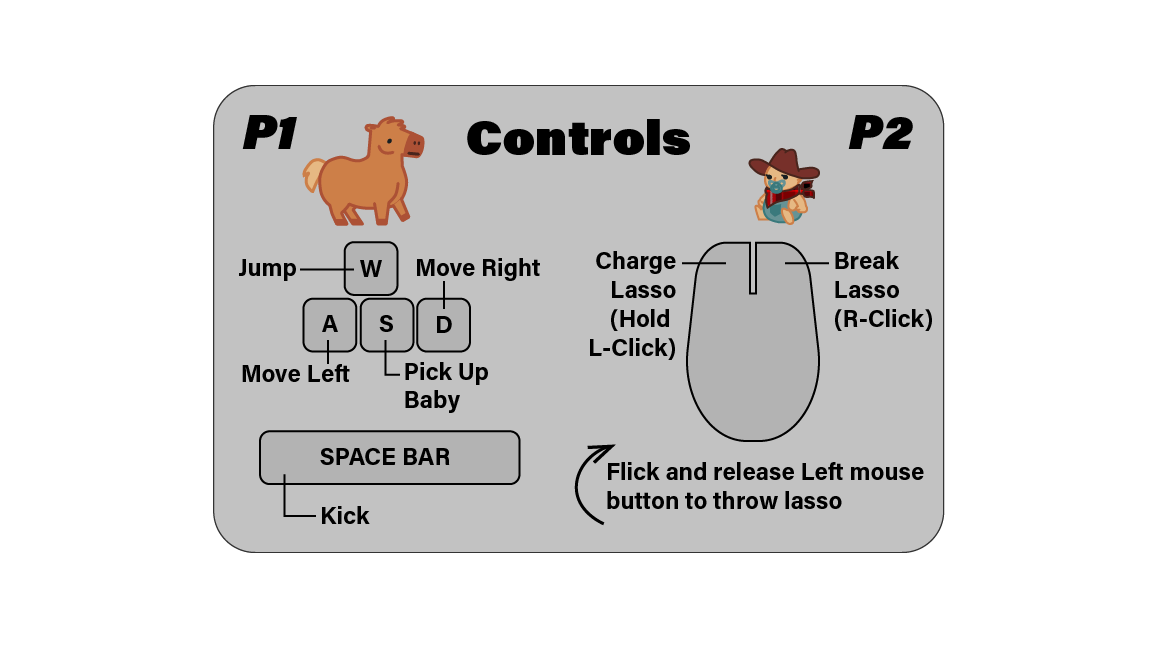 P1
Controls
P2
Jump
W
Move Right
A
S
D
Move Left
Pick Up
Baby
SPACE BAR
Kick
Charge
Lasso
(Hold
L-Click)
Break
Lasso
(R-Click)
Flick and release Left mouse
button to throw lasso